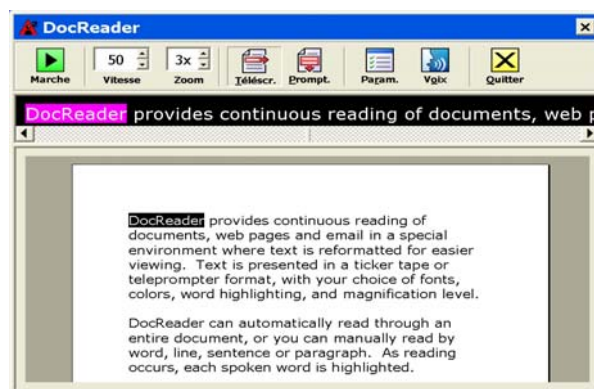 DocReader
50
3x
Marche
Vitesse
Zoom
Téléscr.
Prompt.
Param.
Voix
Quitter
DocReader provides continuous reading of documents, web p
DocReader provides continuous reading of
documents, web pages and email in a special
environment where text is reformatted for easier
viewing. Text is presented in a ticker tape or
teleprompter format, with your choice of fonts,
colors, word highlighting, and magnification level.
DocReader can automatically read through an
entire document, or you can manually read by
word, line, sentence or paragraph. As reading
occurs, each spoken word is highlighted.